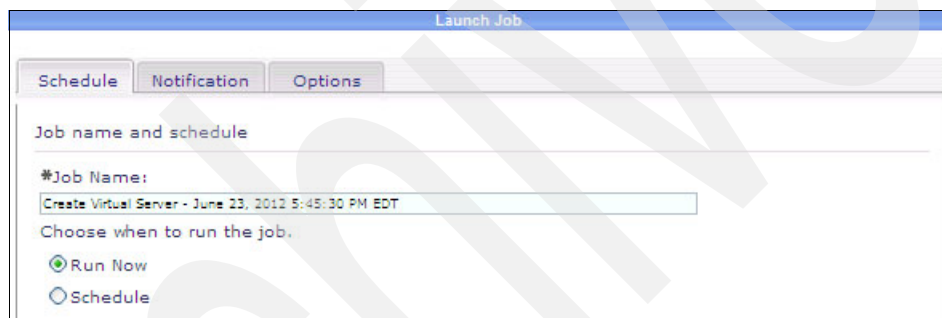 Launch Job
Schedule Notification Options
Job name and schedule
*Job Name:
Create Virtual Server - June 23, 2012 5:45:30 PM EDT
Choose when to run the job.
Run Now
Schedule